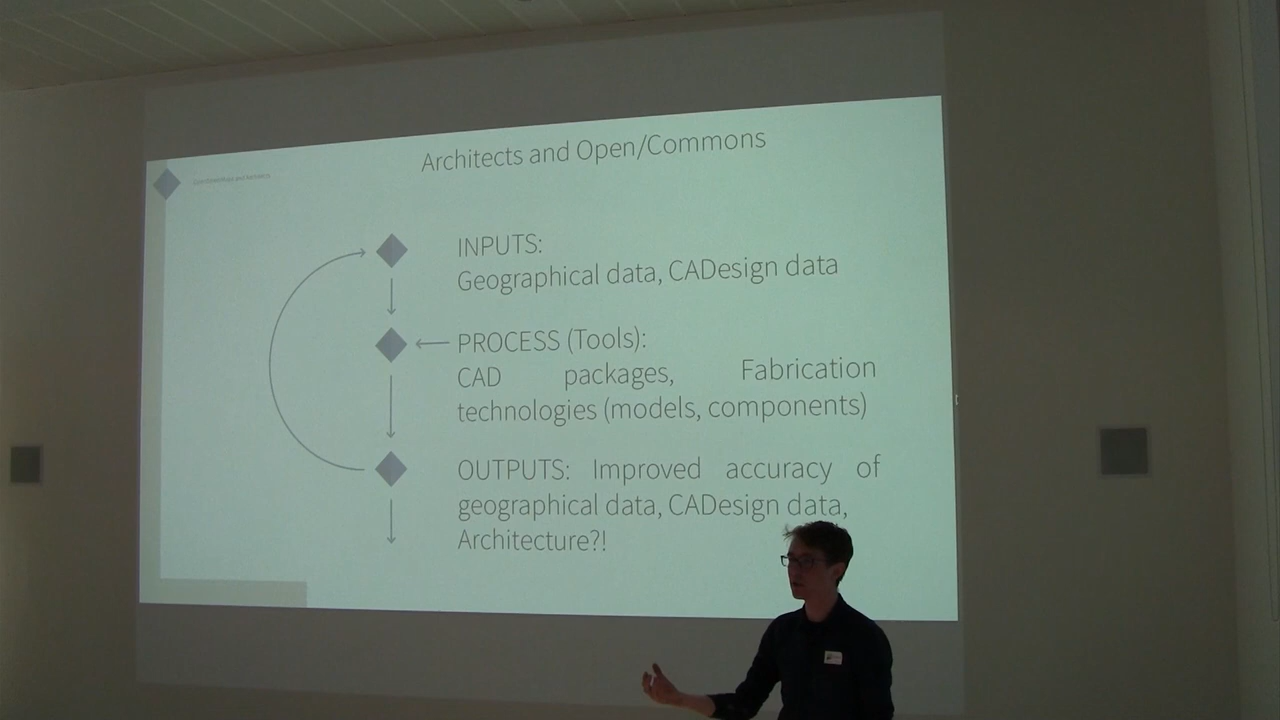 Architects and Open/Commons
INPUTS:
Geographical data, CADesign data
PROCESS (Tools):
CAD packages, Fabrication
technologies (models, components)
OUTPUTS: Improved accuracy of
geographical data, CADesign data,
Architecture?!